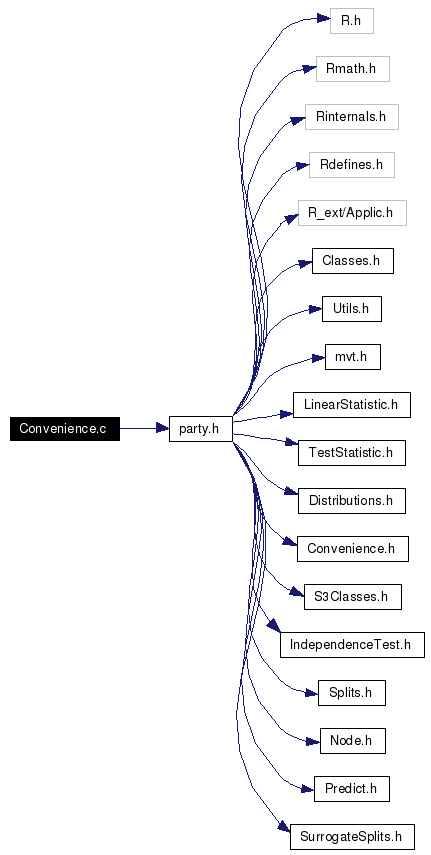 R.h
Rmath.h
Rinternals.h
Rdefines.h
R_ext/Applic.h
Classes.h
Utils.h
mvt.h
LinearStatistic.h
Convenience.c
party.h
TestStatistic.h
Distributions.h
Convenience.h
S3Classes.h
IndependenceTest.h
Splits.h
Node.h
Predict.h
SurrogateSplits.h